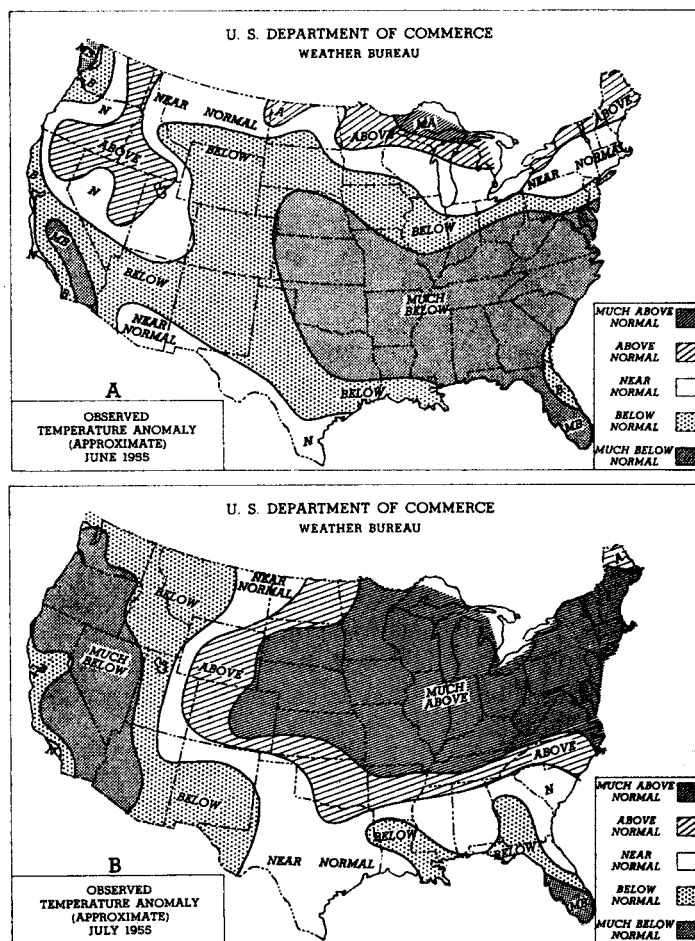 U. S. DEPARTMENT OF COMMERCE
WEATHER BUREAU
B
N
NEAR NORMAL
A
ABOVE
MA
ABOVE
ABOVE
BELOW
NEAR NORMAL
B
N
BELOW
MB
MUCH
BELOW
N
BELOW
B
NEAR
NORMAL
BELOW
B
N
MB
A
OBSERVED
TEMPERATURE ANOMALY
(APPROXIMATE)
JUNE 1955
MUCH ABOVE
NORMAL
ABOVE
NORMAL
NEAR
NORMAL
BELOW
NORMAL
MUCH BELOW
NORMAL
U. S. DEPARTMENT OF COMMERCE
WEATHER BUREAU
A
NEAR
NORMAL
BELOW
MUCH
BELOW
ABOVE
MUCH
ABOVE
B
ABOVE
N
N
BELOW
BELOW
BELOW
NEAR NORMAL
MB
B
OBSERVED
TEMPERATURE ANOMALY
(APPROXIMATE)
JULY 1955
MUCH ABOVE
NORMAL
ABOVE
NORMAL
NEAR
NORMAL
BELOW
NORMAL
MUCH BELOW
NORMAL